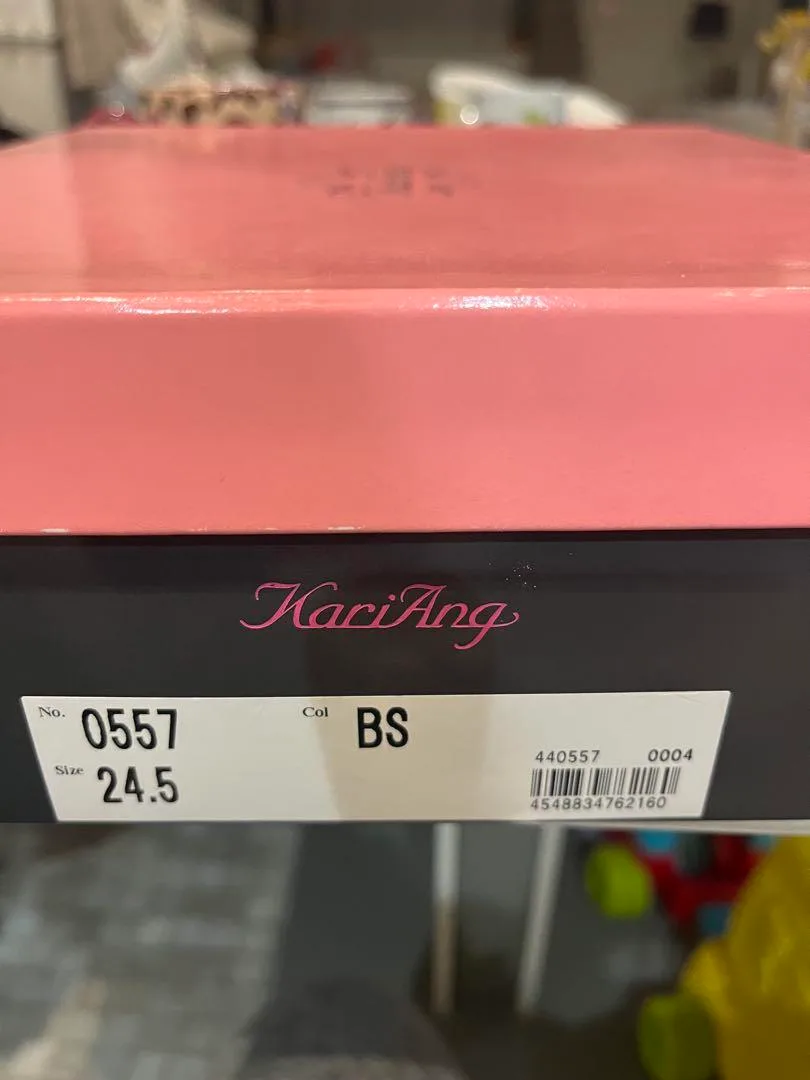 KariAng
No. 0557 Col BS
Size 24.5
440557 0004
4548834762160